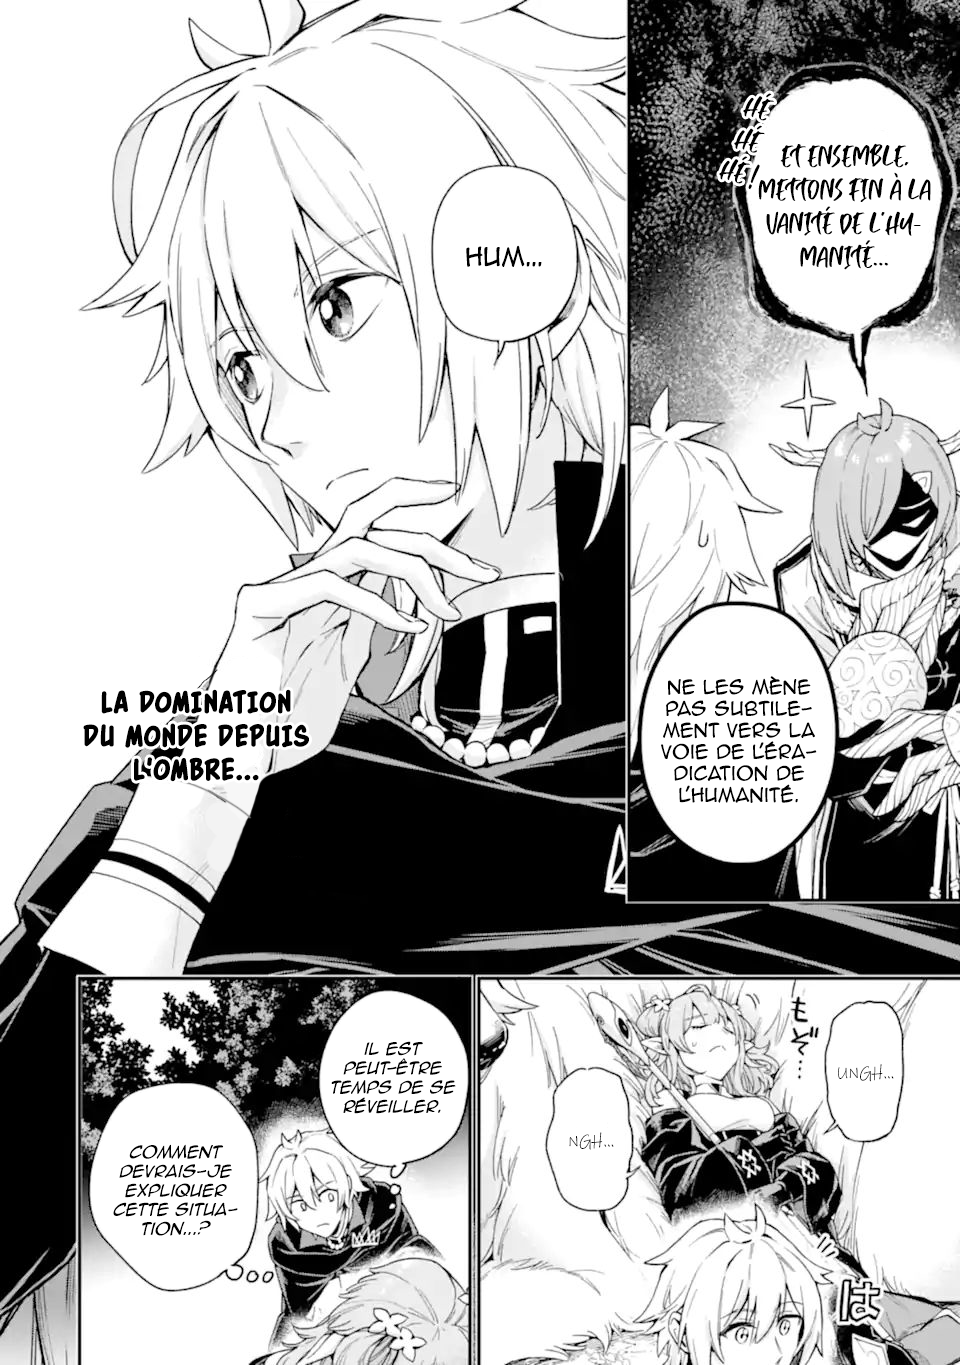 HÉ
HÉ
HÉ!
ET ENSEMBLE,
METTONS FIN À LA
VANITÉ DE L'HU-
MANITÉ...
NE LES MÈNE
PAS SUBTILE-
MENT VERS LA
VOIE DE L'ÉRA-
DICATION DE
L'HUMANITÉ.
HUM...
LA DOMINATION
DU MONDE DEPUIS
L'OMBRE...
UNGH...
もぞ…
NGH...
は
IL EST
PEUT-ÊTRE
TEMPS DE SE
RÉVEILLER.
COMMENT
DEVRAIS-JE
EXPLIQUER
CETTE SITUA-
TION...?